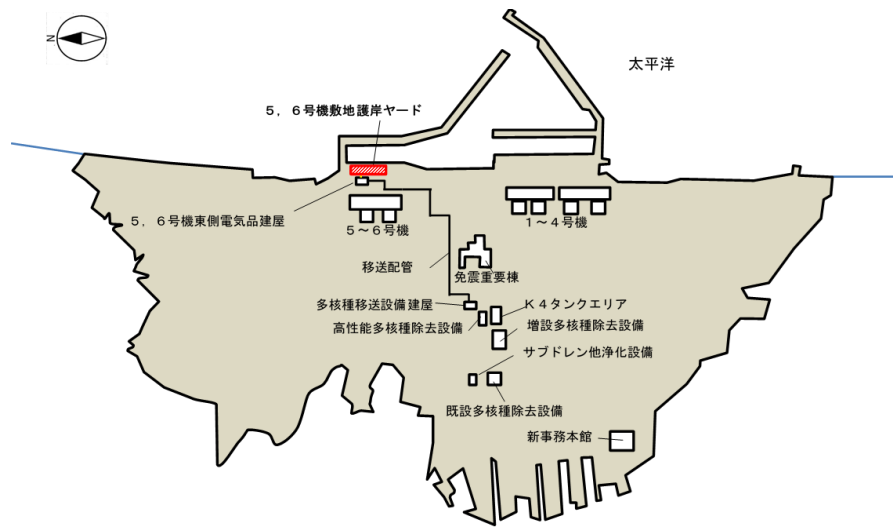 N
太平洋
５，６号機敷地護岸ヤード
５，６号機東側電気品建屋
５～６号機
１～４号機
移送配管
免震重要棟
多核種移送設備建屋
Ｋ４タンクエリア
高性能多核種除去設備
増設多核種除去設備
サブドレン他浄化設備
既設多核種除去設備
新事務本館